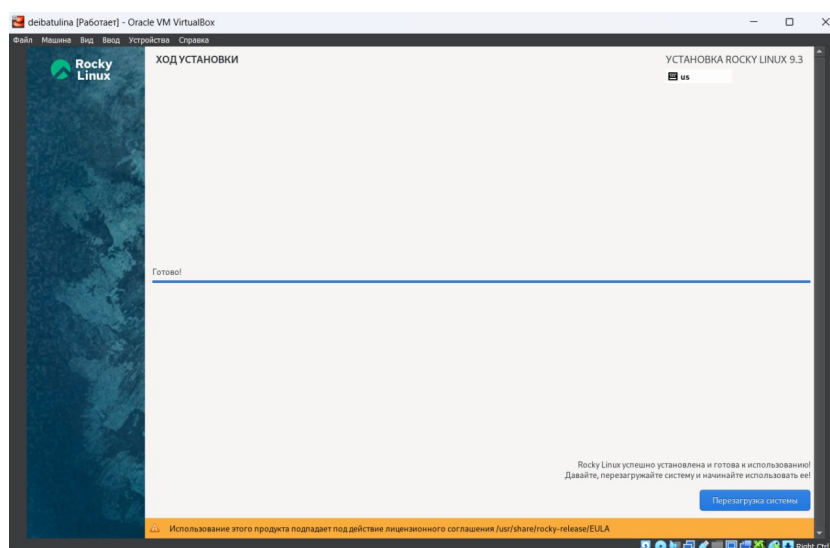 deibatulina [Работает] - Oracle VM VirtualBox
Файл Машина Вид Ввод Устройства Справка
Rocky
Linux
ХОД УСТАНОВКИ
УСТАНОВКА ROCKY LINUX 9.3
us
Готово!
Rocky Linux успешно установлена и готова к использованию!
Давайте, перезагружайте систему и начинайте использовать ее!
Перезагрузка системы
Использование этого продукта подпадает под действие лицензионного соглашения /usr/share/rocky-release/EULA
Right Ctrl